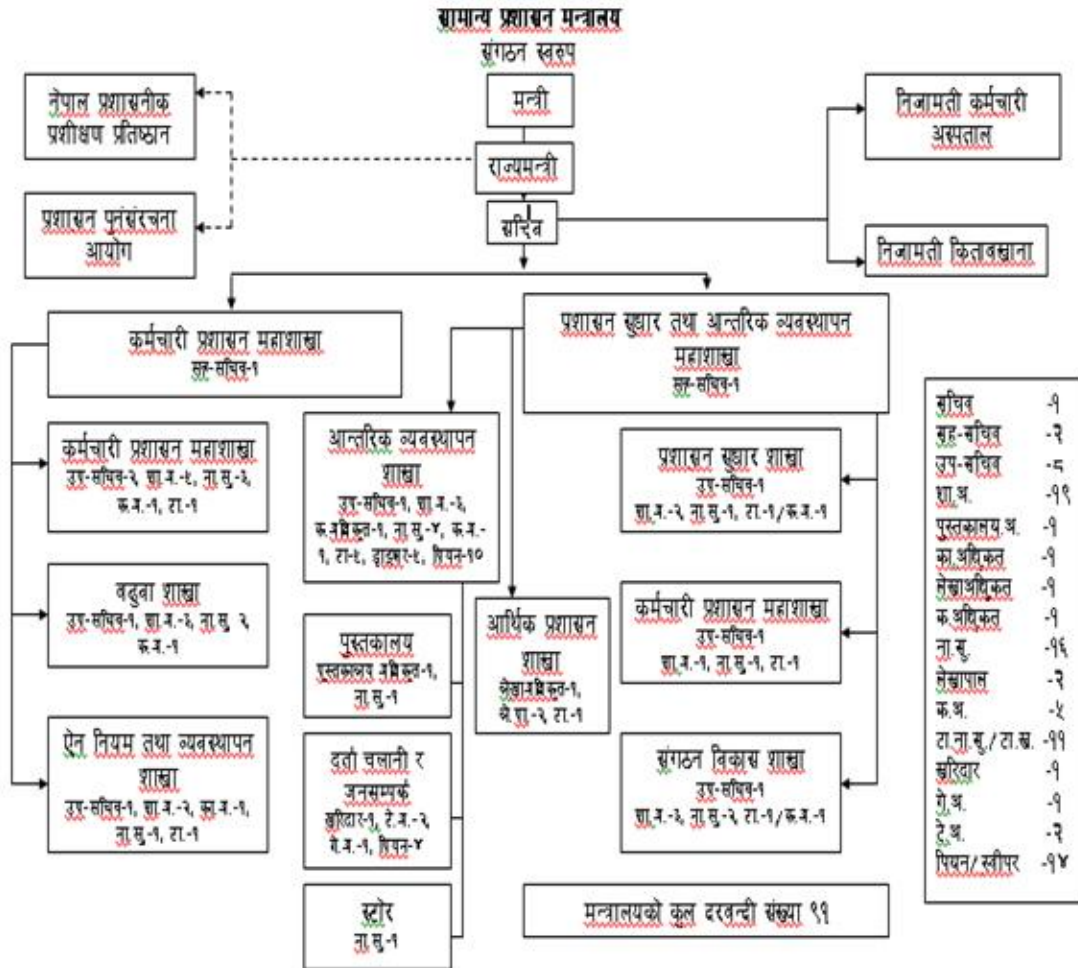 सामान्य प्रशासन मन्त्रालय
संगठन स्वरुप
मन्त्री
राज्यमन्त्री
सचिव
नेपाल प्रशासनीक
प्रशीक्षण प्रतिष्ठान
प्रशासन पुनंसंरचना
आयोग
निजामती कर्मचारी
अस्पताल
निजामती किताबखाना
कर्मचारी प्रशासन महाशाखा
सह-सचिव-१
प्रशासन सुधार तथा आन्तरिक व्यवस्थापन
महाशाखा
सह-सचिव-१
कर्मचारी प्रशासन महाशाखा
उप-सचिव-२, शा.अ.-५, ना.सु.-६,
क.अ.-१, टा.-१
वढुवा शाखा
उप-सचिव-१, शा.अ.-३, ना.सु. २,
क.अ.-१
ऐन नियम तथा व्यवस्थापन
शाखा
उप-सचिव-१, शा.अ.-२, का.अ.-१,
ना.सु.-१, टा.-१
आन्तरिक व्यवस्थापन
शाखा
उप-सचिव-१, शा.अ.-३,
क.अधिकृत-१, ना.सु.-४, क.अ.-
१, टा-५, ड्राइभर-५, पियन-१०
पुस्तकालय
पुस्तकालय अधिकृत-१,
ना.सु.-१
दर्ता चलानी र
जनसम्पर्क
खरिदार-१, टे.अ.-२,
गे.अ.-१, पियन-४
स्टोर
ना.सु.-१
आर्थिक प्रशासन
शाखा
लेखा-अधिकृत-१,
ले.पा.-२, टा.-१
प्रशासन सुधार शाखा
उप-सचिव-१
शा.अ.-२, ना.सु.-१, टा.-१/क.अ.-१
कर्मचारी प्रशासन महाशाखा
उप-सचिव-१
शा.अ.-१, ना.सु.-१, टा.-१
संगठन विकास शाखा
उप-सचिव-१
शा.अ.-३, ना.सु.-२, टा.-१/क.अ.-१
मन्त्रालयको कुल दरवन्दी संख्या ९१
सचिव -१
सह-सचिव -२
उप-सचिव -८
शा.अ. -१९
पुस्तकालय.अ. -१
का.अधिकृत -१
लेखाअधिकृत -१
क.अधिकृत -१
ना.सु. -१६
लेखापाल -२
क.अ. -५
टा.ना.सु./टा.ख. -११
खरिदार -१
गे.अ. -१
टे.अ. -२
पियन/स्वीपर -१४